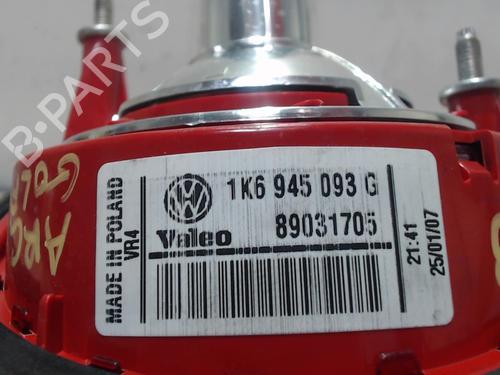 B-PARTS
1K6 945 093 G
Valeo
89031705
MADE IN POLAND
VR4
21:41
25/01/07